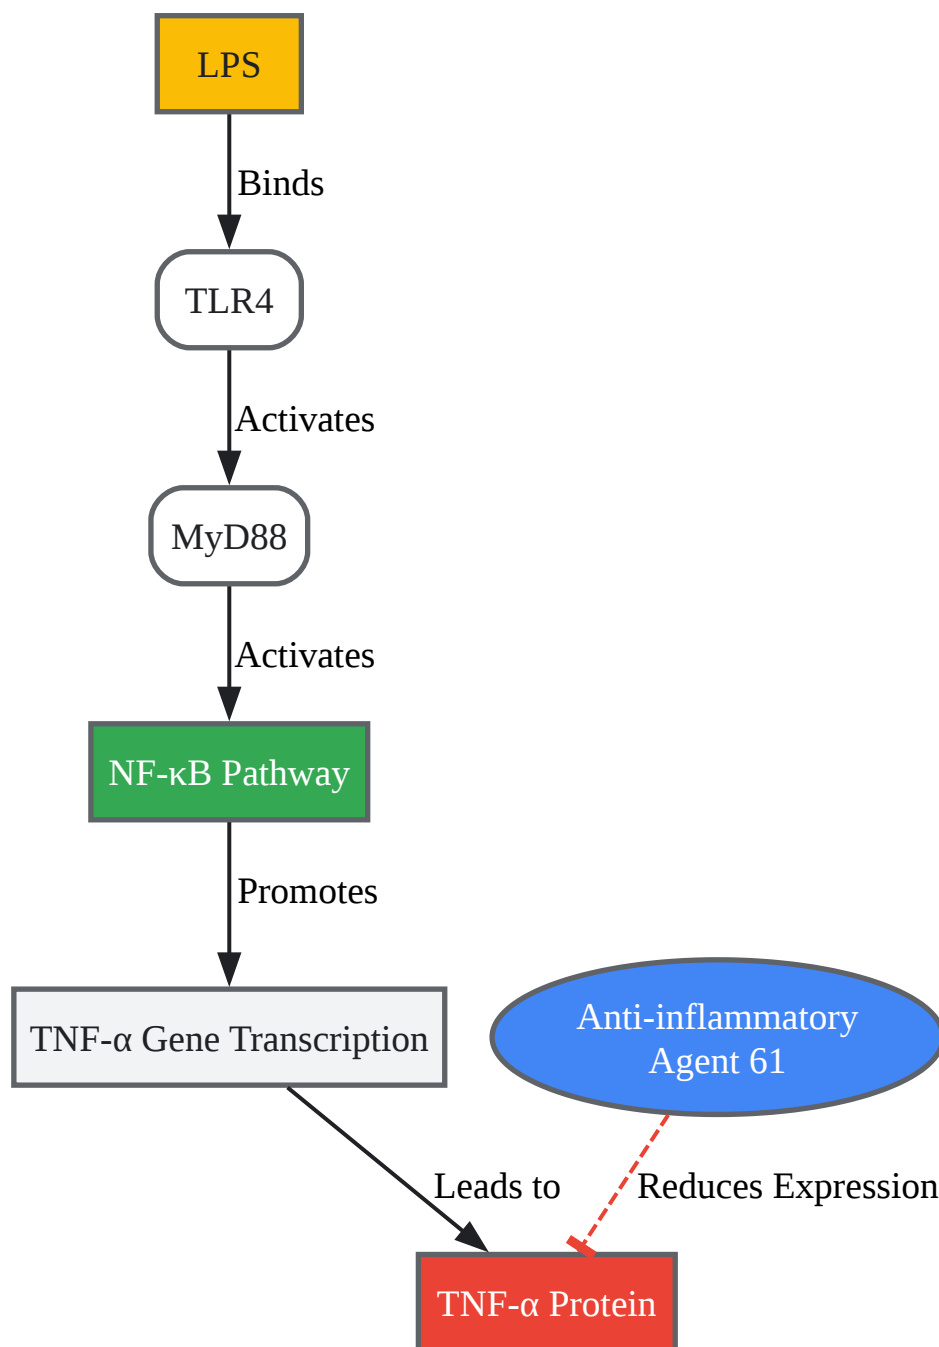 LPS
Binds
TLR4
Activates
MyD88
Activates
NF-κB Pathway
Promotes
TNF-α Gene Transcription
Anti-inflammatory
Agent 61
Leads to
Reduces Expression
TNF-α Protein